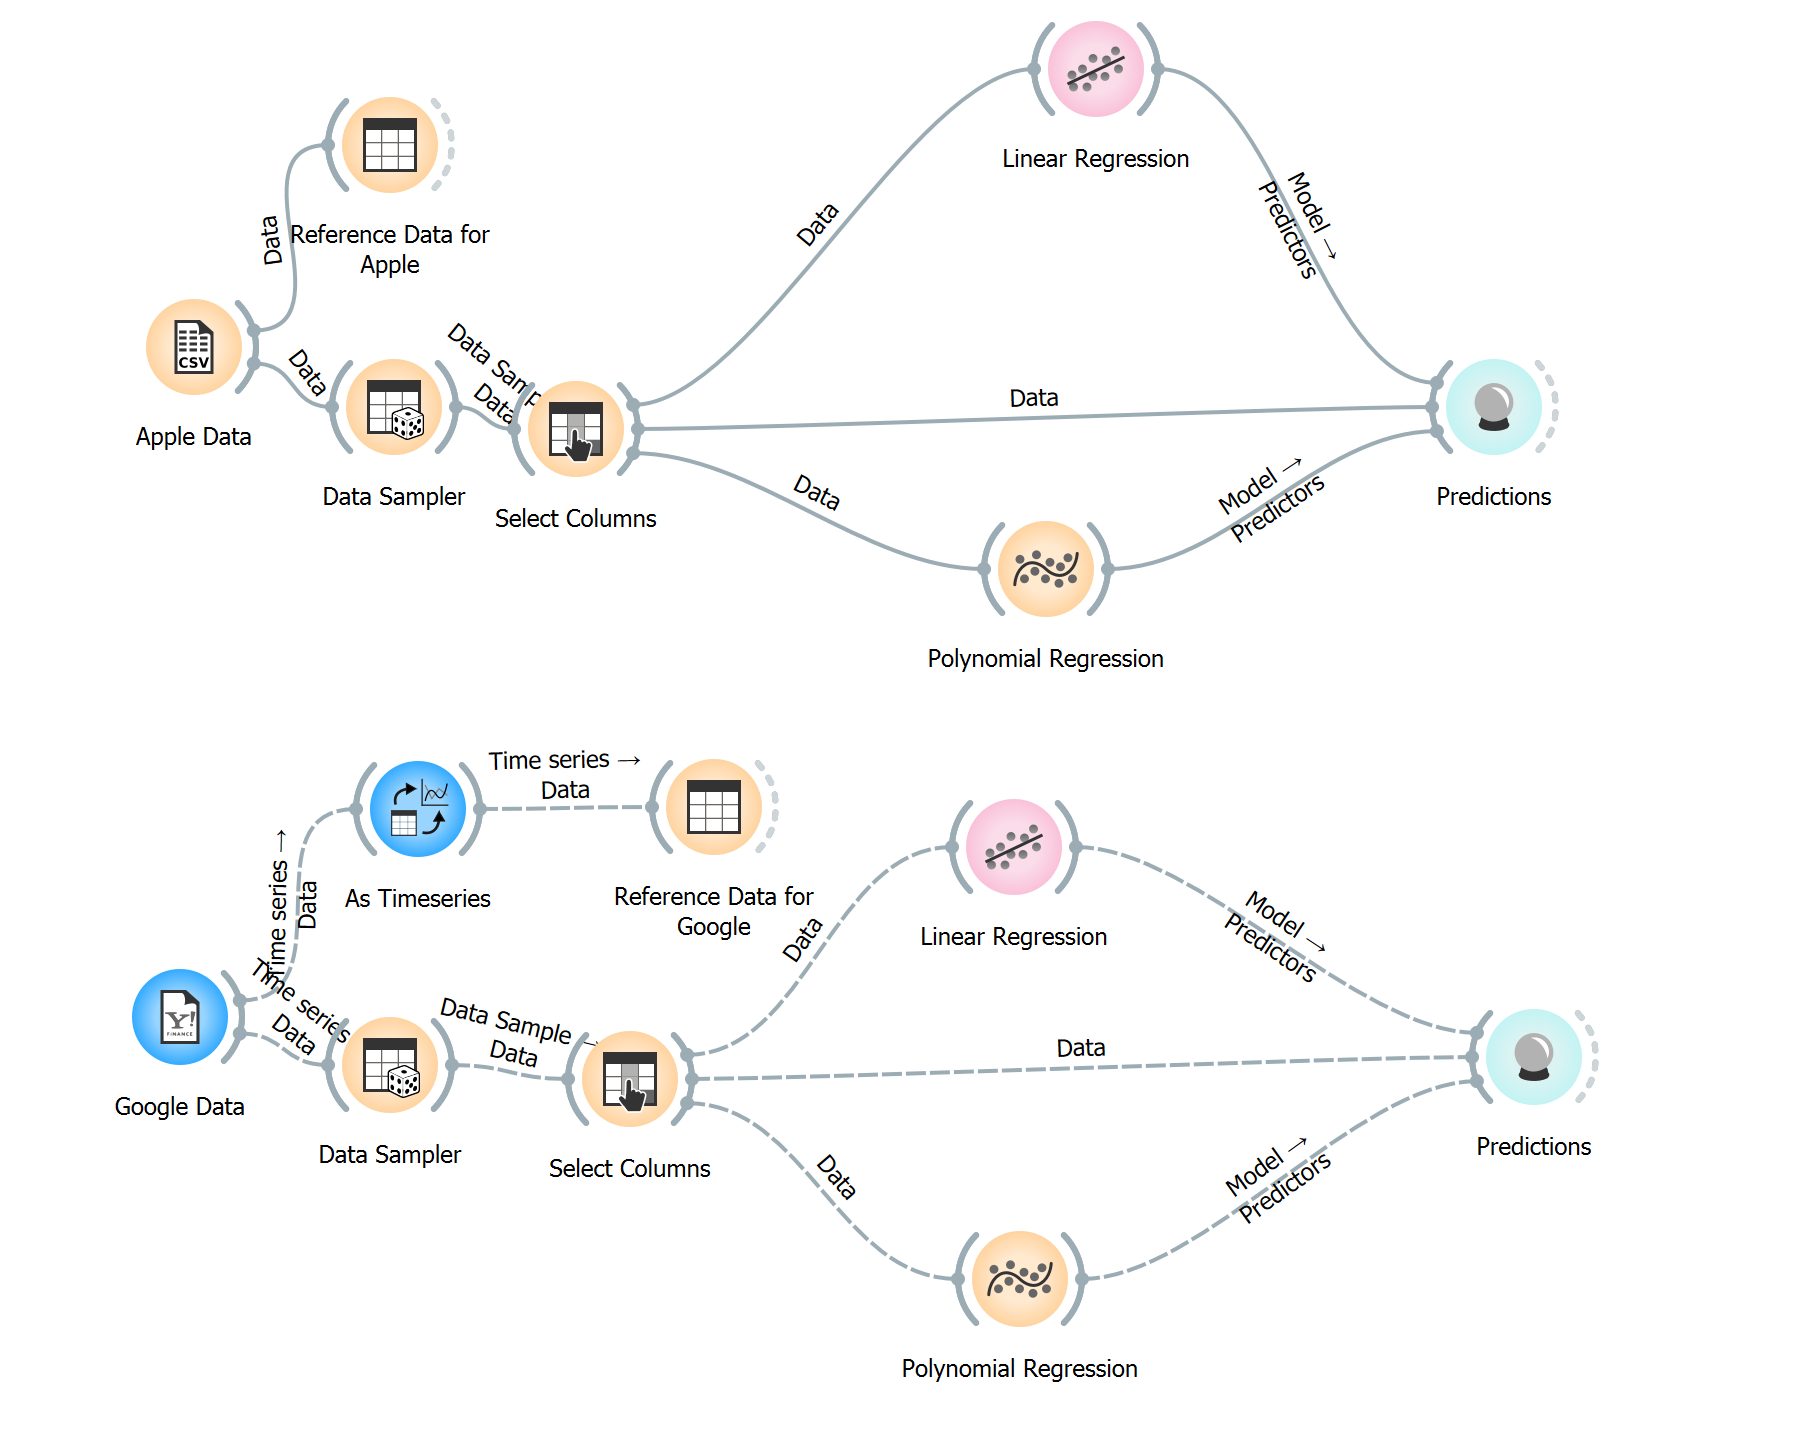 Linear Regression
Data
Model →
Predictors
Data
Reference Data for
Apple
CSV
Apple Data
Data
Data Sampler
Data
Select Columns
Data
Data
Model →
Predictors
Predictions
Polynomial Regression
Time series →
Data
As Timeseries
Time series →
Data
Reference Data for
Google
Y!
FINANCE
Google Data
Time series
Data
Data Sampler
Data Sample →
Data
Select Columns
Data
Linear Regression
Model →
Predictors
Data
Data
Polynomial Regression
Model →
Predictors
Predictions